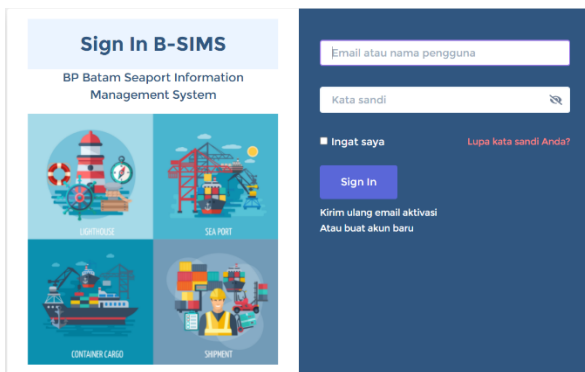 Sign In B-SIMS
BP Batam Seaport Information
Management System
LIGHTHOUSE
SEA PORT
CONTAINER CARGO
SHIPMENT
Email atau nama pengguna
Kata sandi
Ingat saya
Lupa kata sandi Anda?
Sign In
Kirim ulang email aktivasi
Atau buat akun baru